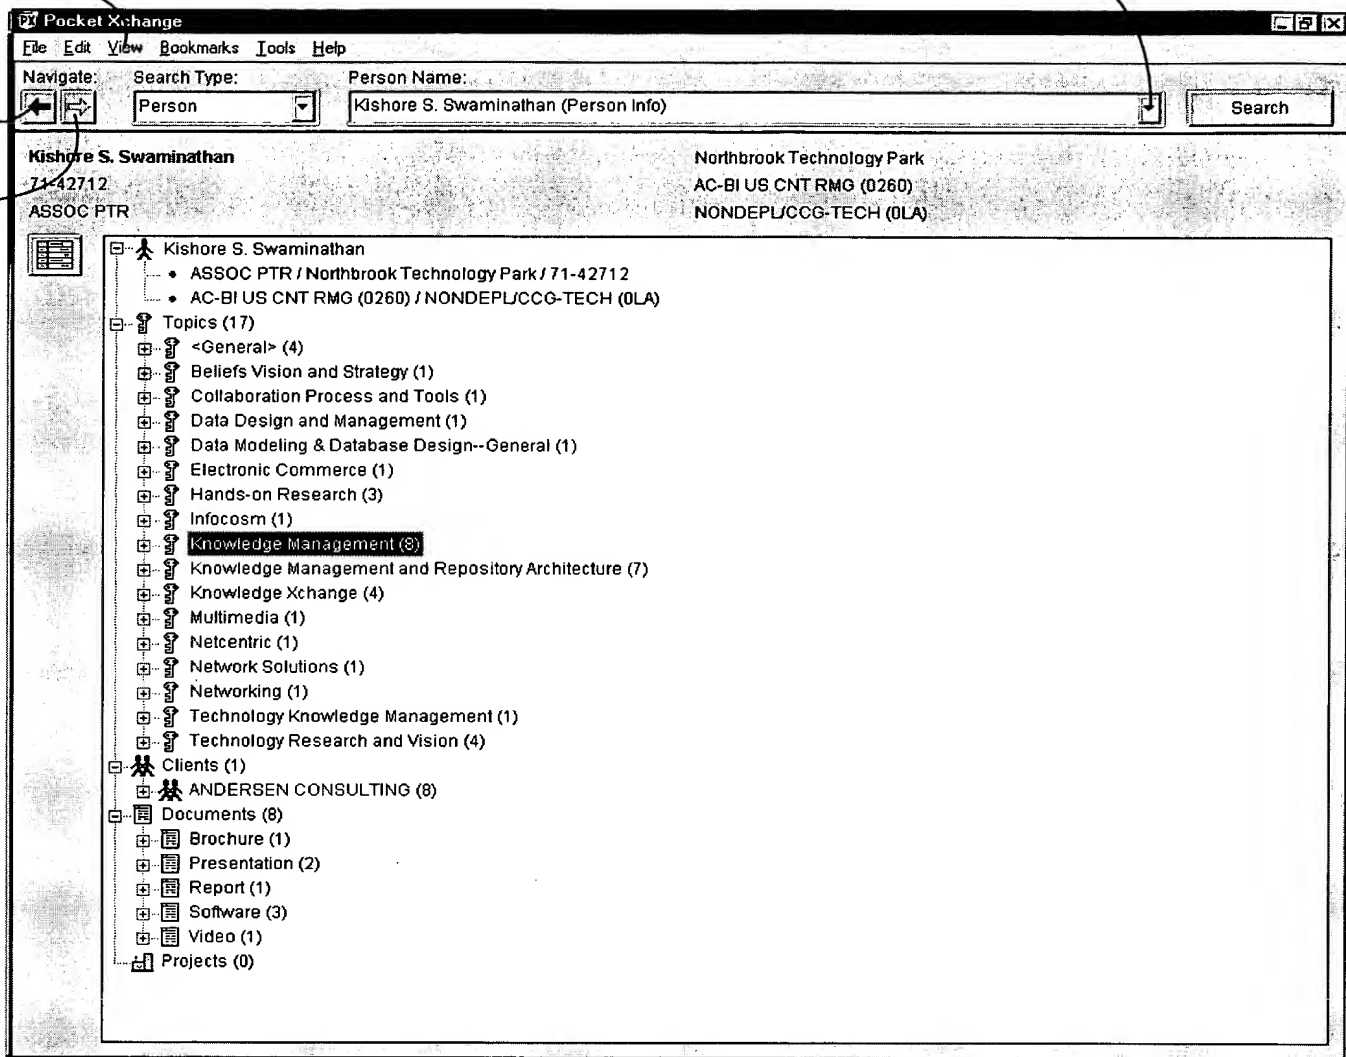 Pocket Xchange
File Edit View Bookmarks Tools Help
Navigate: Search Type: Person Name:
Person Kishore S. Swaminathan (Person Info) Search
Kishore S. Swaminathan Northbrook Technology Park
71-42712 AC-BI US CNT RMG (0260)
ASSOC PTR NONDEPL/CCG-TECH (0LA)
Kishore S. Swaminathan
• ASSOC PTR / Northbrook Technology Park / 71-42712
• AC-BI US CNT RMG (0260) / NONDEPL/CCG-TECH (0LA)
Topics (17)
<General> (4)
Beliefs Vision and Strategy (1)
Collaboration Process and Tools (1)
Data Design and Management (1)
Data Modeling & Database Design--General (1)
Electronic Commerce (1)
Hands-on Research (3)
Infocosm (1)
Knowledge Management (8)
Knowledge Management and Repository Architecture (7)
Knowledge Xchange (4)
Multimedia (1)
Netcentric (1)
Network Solutions (1)
Networking (1)
Technology Knowledge Management (1)
Technology Research and Vision (4)
Clients (1)
ANDERSEN CONSULTING (8)
Documents (8)
Brochure (1)
Presentation (2)
Report (1)
Software (3)
Video (1)
Projects (0)